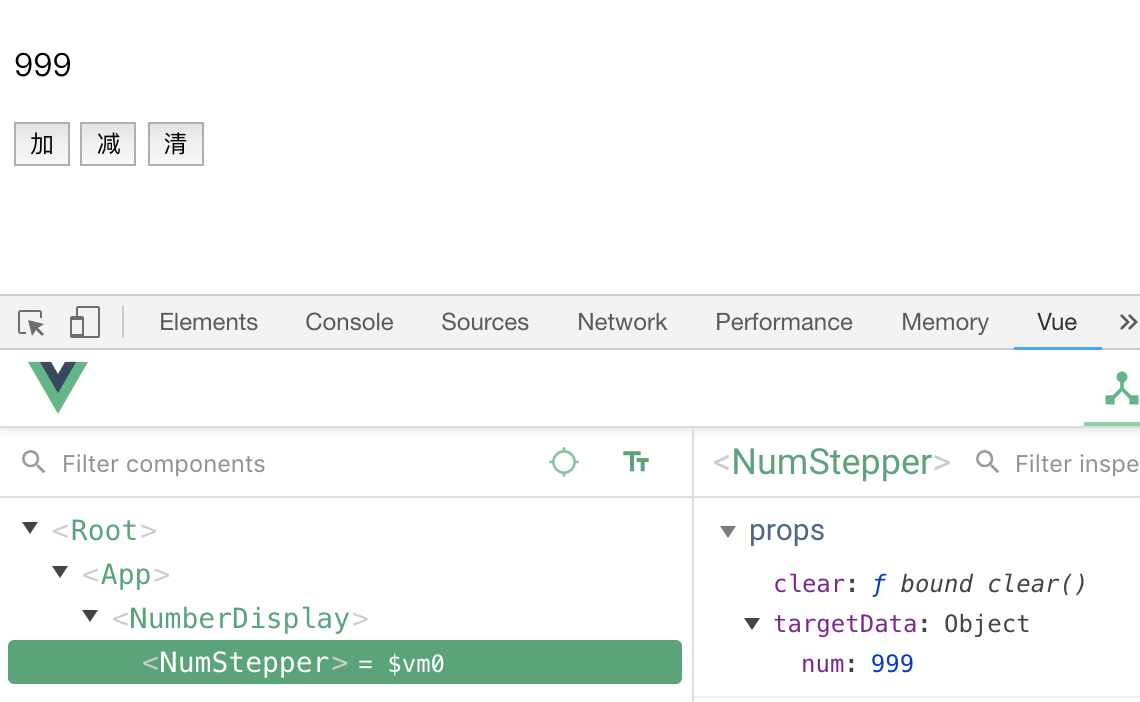 999
加 减 清
Elements Console Sources Network Performance Memory Vue »
Filter components TT <NumStepper> Filter inspe
<Root>
props
<App>
clear: ƒ bound clear()
<NumberDisplay>
targetData: Object
<NumStepper> = $vm0
num: 999